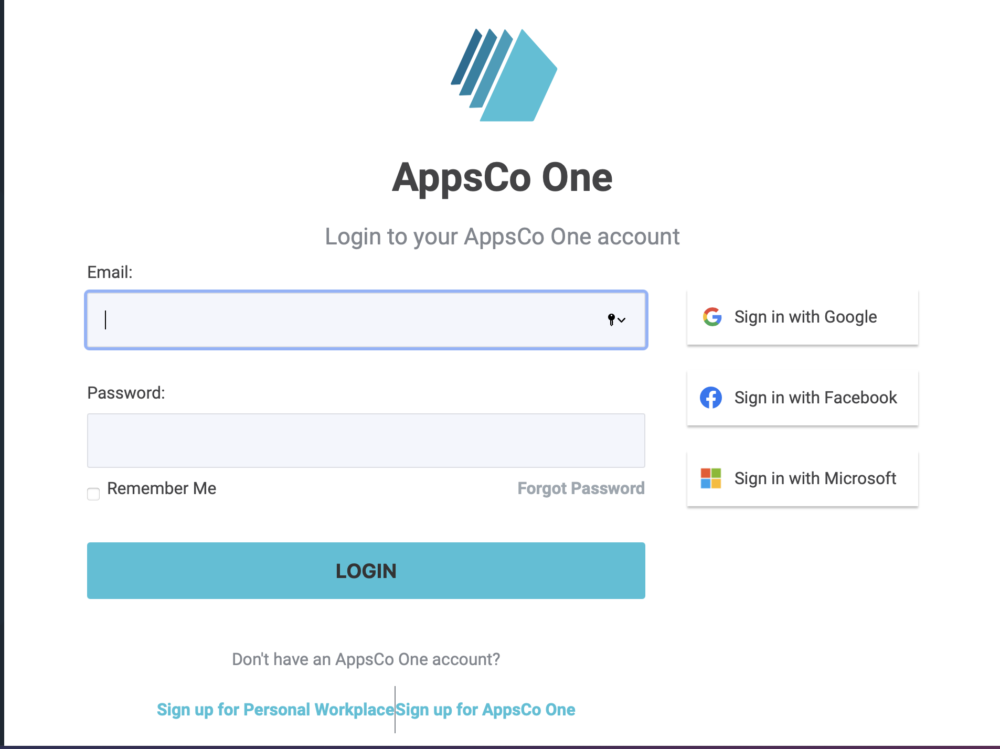 AppsCo One
Login to your AppsCo One account
Email:
Sign in with Google
Password:
Sign in with Facebook
Remember Me
Forgot Password
Sign in with Microsoft
LOGIN
Don't have an AppsCo One account?
Sign up for Personal Workplace
Sign up for AppsCo One